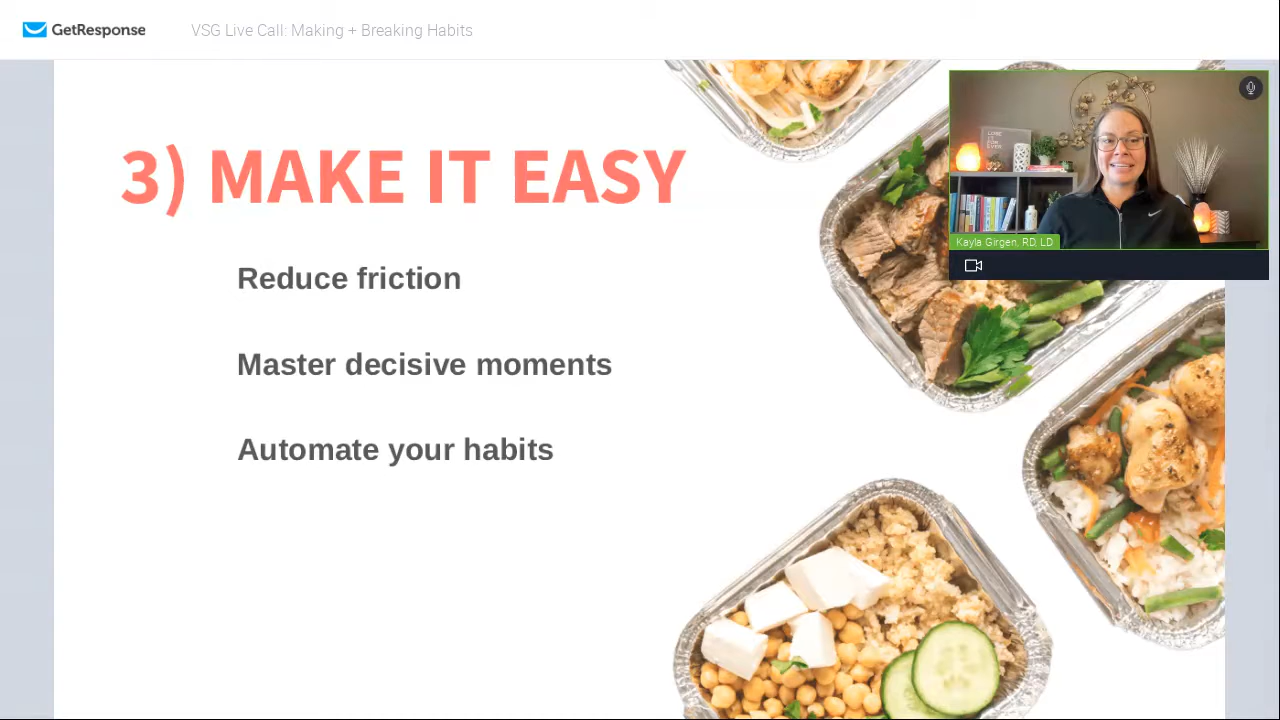 GetResponse
VSG Live Call: Making + Breaking Habits
3) MAKE IT EASY
Reduce friction
Master decisive moments
Automate your habits
Kayla Girgen, RD, LD